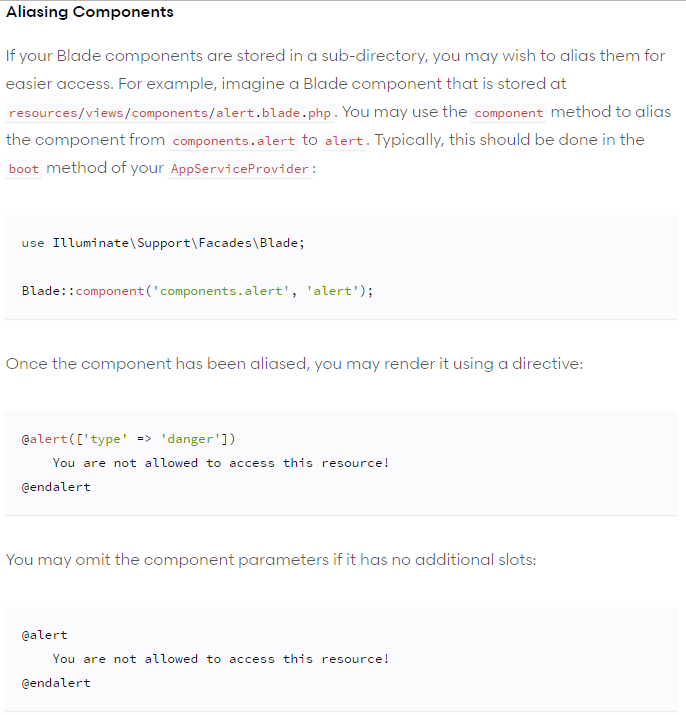 Aliasing Components
If your Blade components are stored in a sub-directory, you may wish to alias them for
easier access. For example, imagine a Blade component that is stored at
resources/views/components/alert.blade.php. You may use the component method to alias
the component from components.alert to alert. Typically, this should be done in the
boot method of your AppServiceProvider:
use Illuminate\Support\Facades\Blade;
Blade::component('components.alert', 'alert');
Once the component has been aliased, you may render it using a directive:
@alert(['type' => 'danger'])
    You are not allowed to access this resource!
@endalert
You may omit the component parameters if it has no additional slots:
@alert
    You are not allowed to access this resource!
@endalert